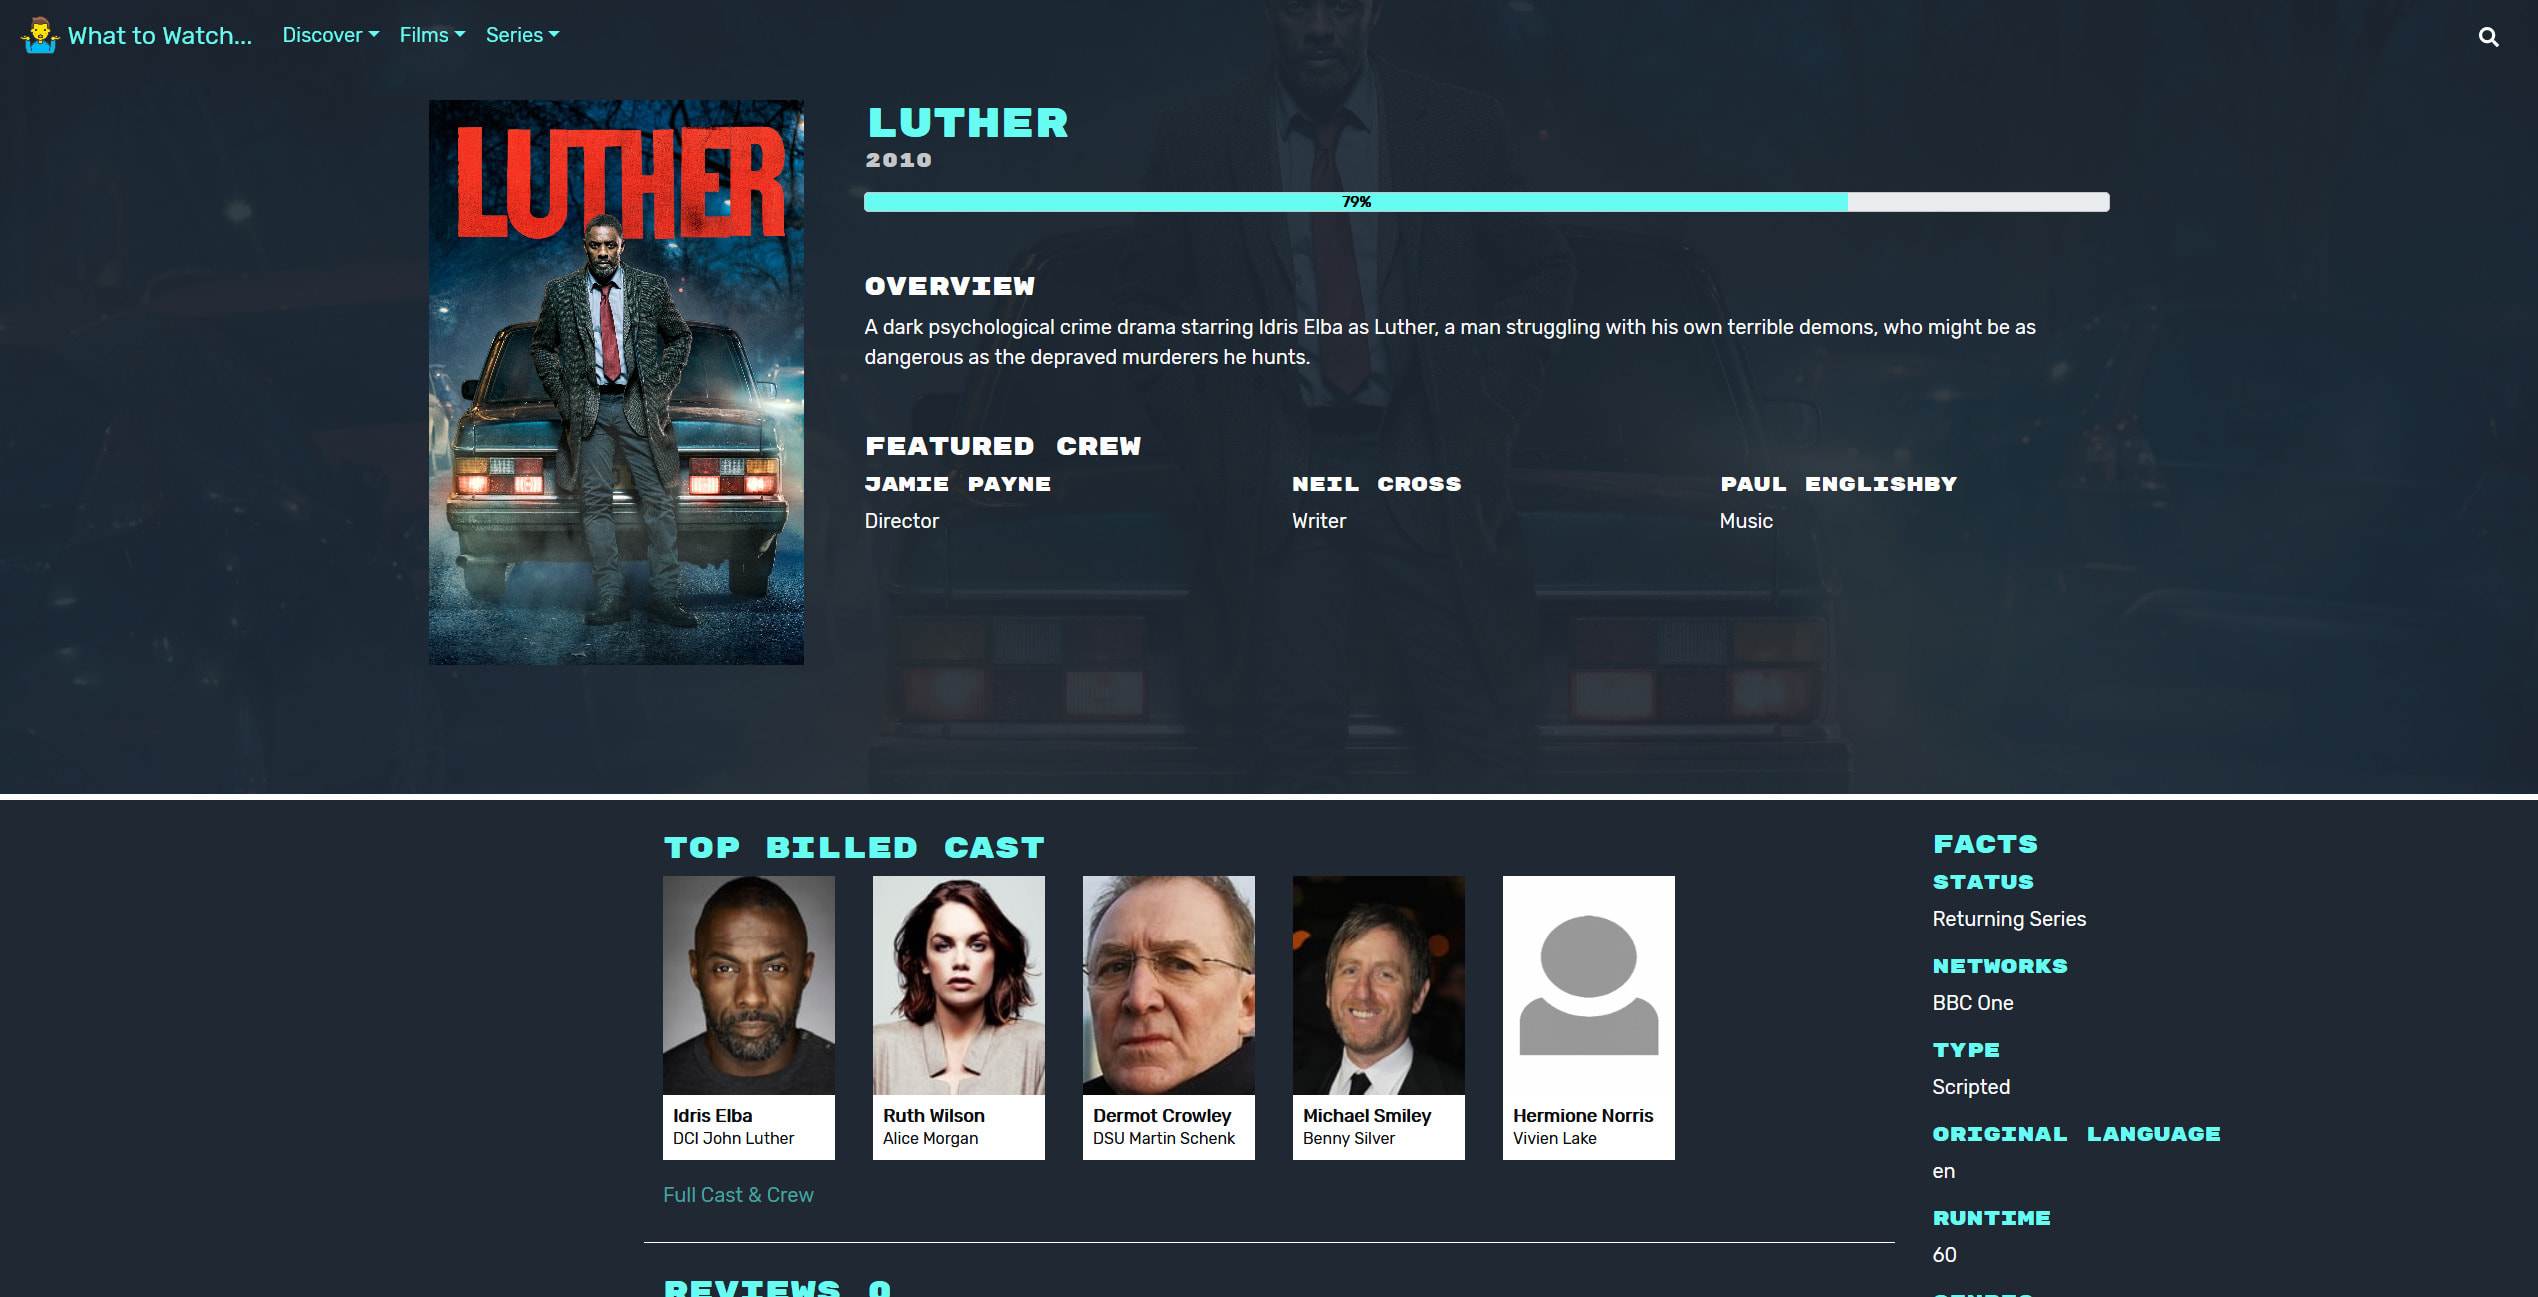 What to Watch...
Discover
Films
Series
LUTHER
LUTHER
2010
79%
OVERVIEW
A dark psychological crime drama starring Idris Elba as Luther, a man struggling with his own terrible demons, who might be as
dangerous as the depraved murderers he hunts.
FEATURED CREW
JAMIE PAYNE
Director
NEIL CROSS
Writer
PAUL ENGLISHBY
Music
TOP BILLED CAST
Idris Elba
DCI John Luther
Ruth Wilson
Alice Morgan
Dermot Crowley
DSU Martin Schenk
Michael Smiley
Benny Silver
Hermione Norris
Vivien Lake
Full Cast & Crew
REVIEWS 0
FACTS
STATUS
Returning Series
NETWORKS
BBC One
TYPE
Scripted
ORIGINAL LANGUAGE
en
RUNTIME
60